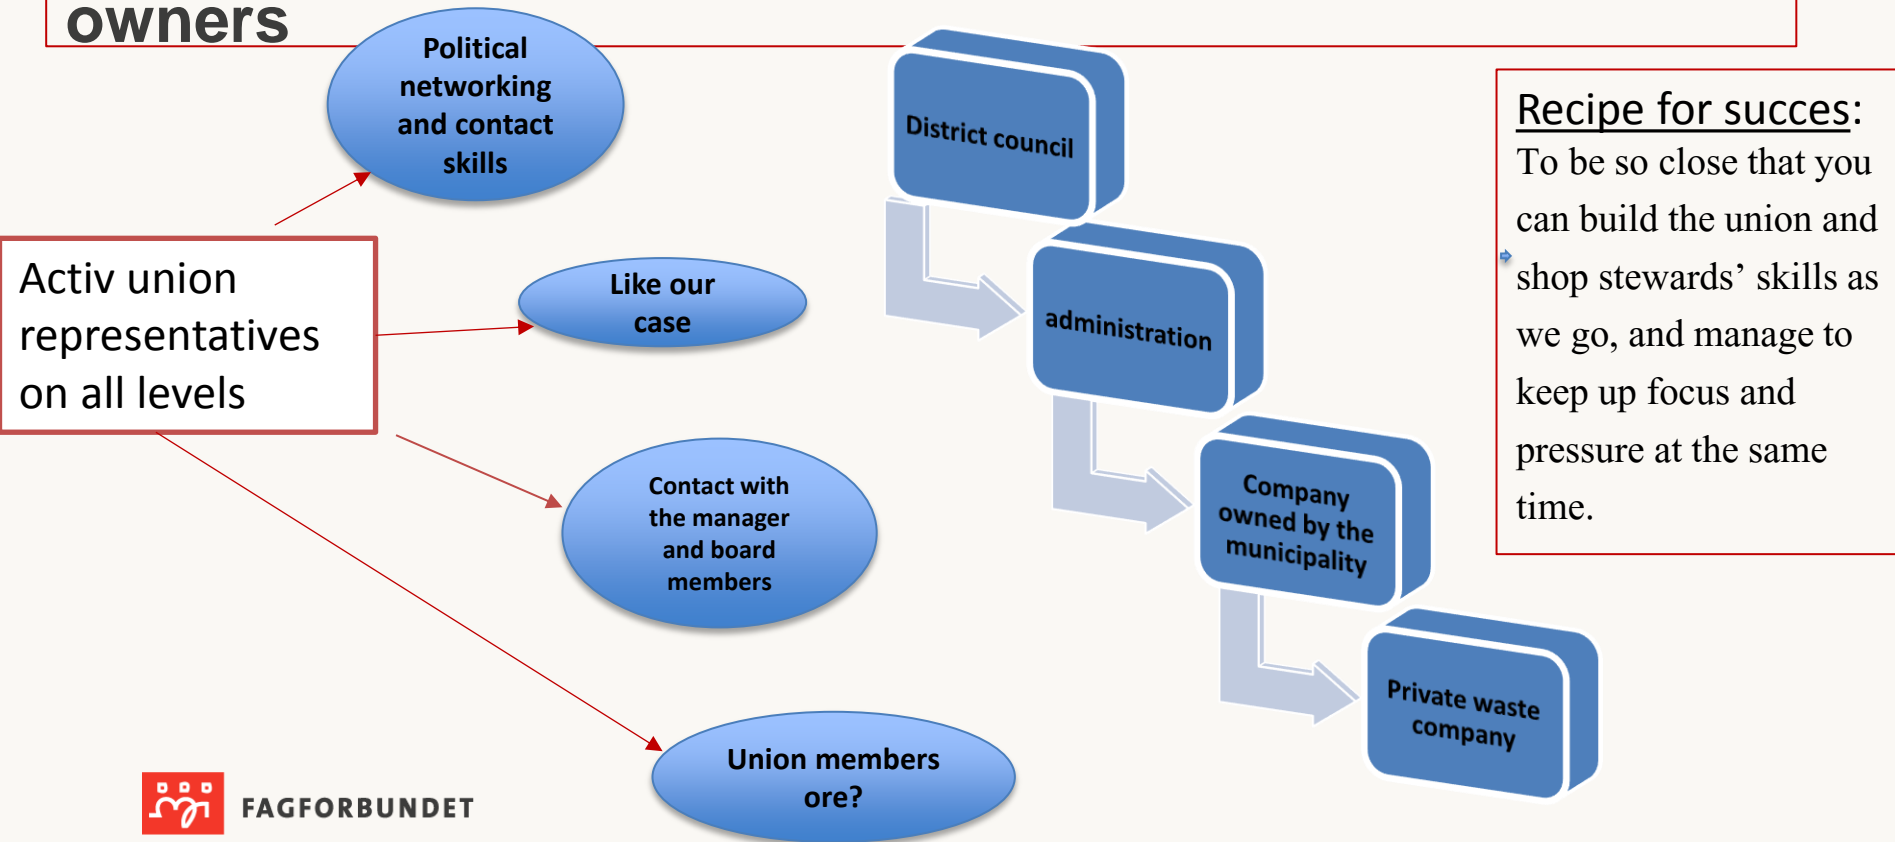 owners
Political
networking
and contact
skills
Activ union
representatives
on all levels
Like our
case
Contact with
the manager
and board
members
Union members
ore?
District council
administration
Company
owned by the
municipality
Private waste
company
Recipe for succes:
To be so close that you
can build the union and
shop stewards’ skills as
we go, and manage to
keep up focus and
pressure at the same
time.
FAGFORBUNDET